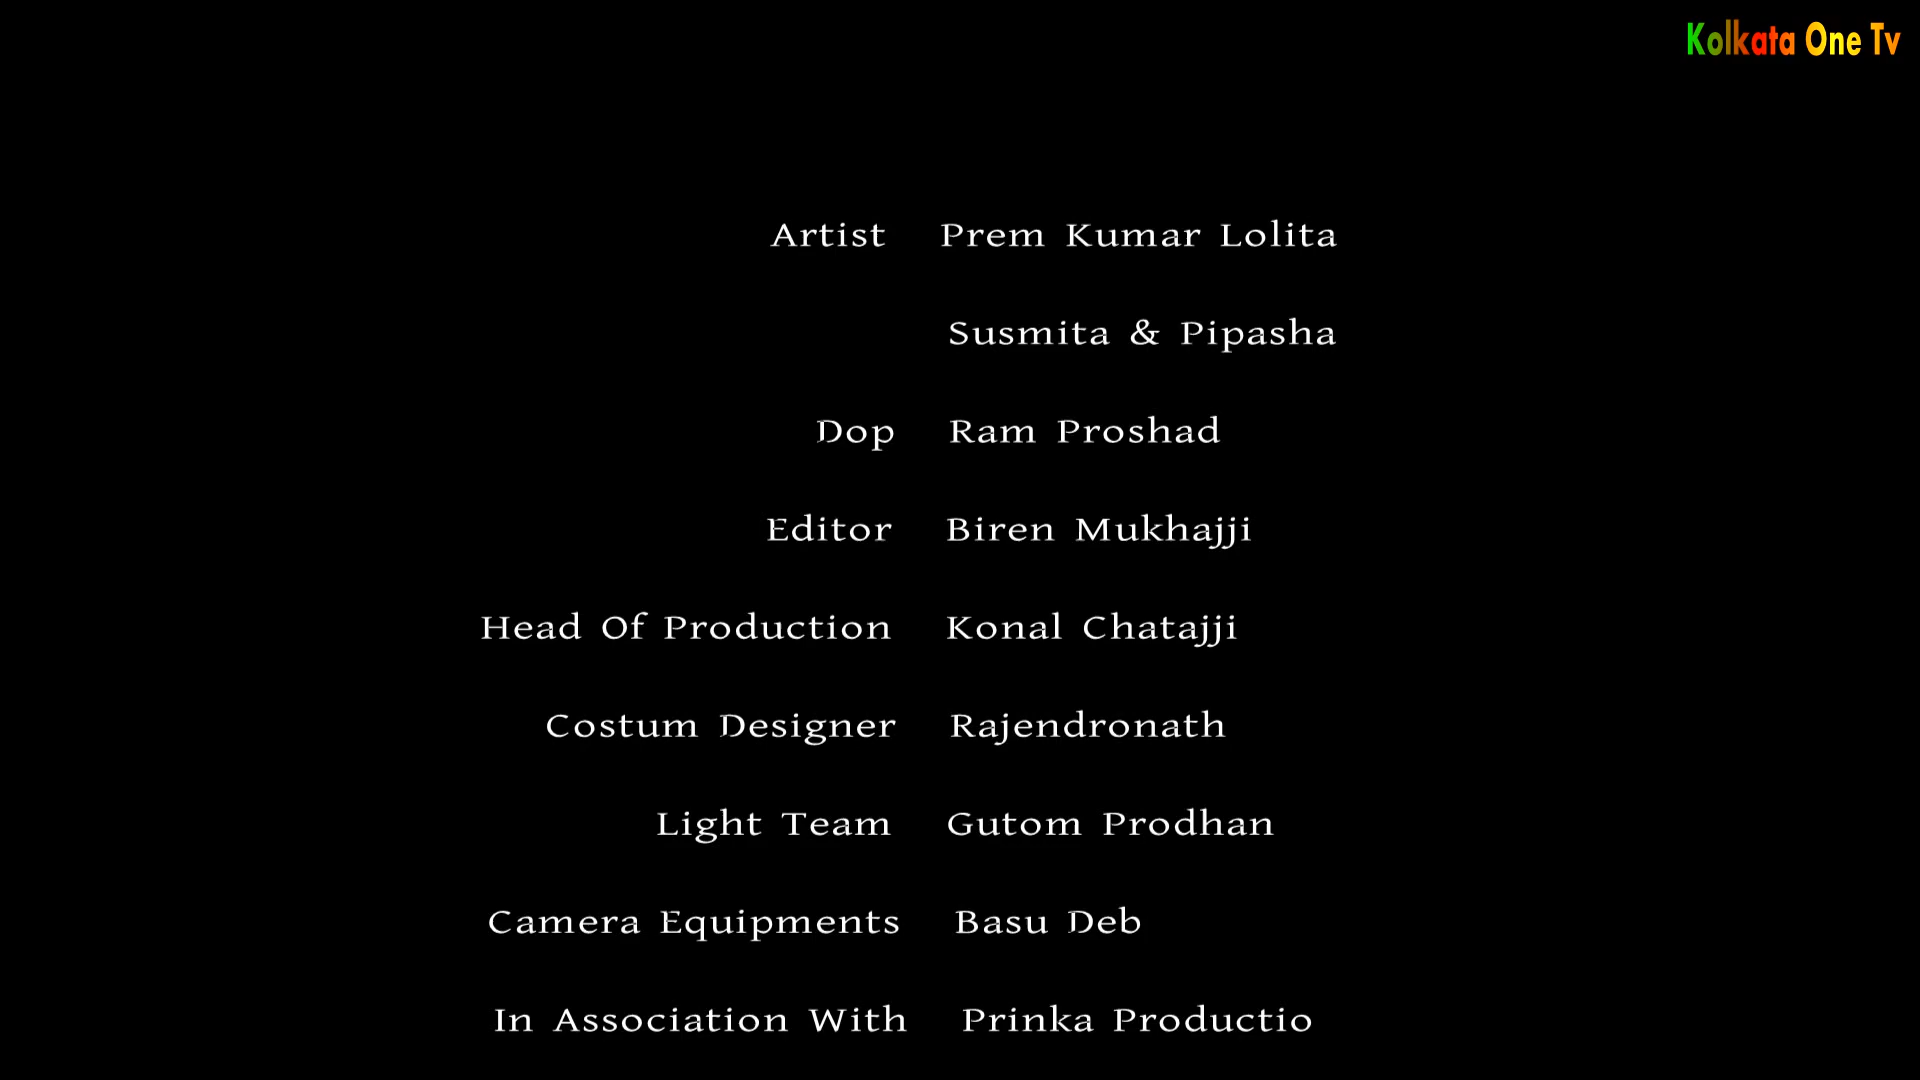 Kolkata One Tv
Artist Prem Kumar Lolita
Susmita & Pipasha
Dop Ram Proshad
Editor Biren Mukhajji
Head Of Production Konal Chatajji
Costum Designer Rajendronath
Light Team Gutom Prodhan
Camera Equipments Basu Deb
In Association With Prinka Productio